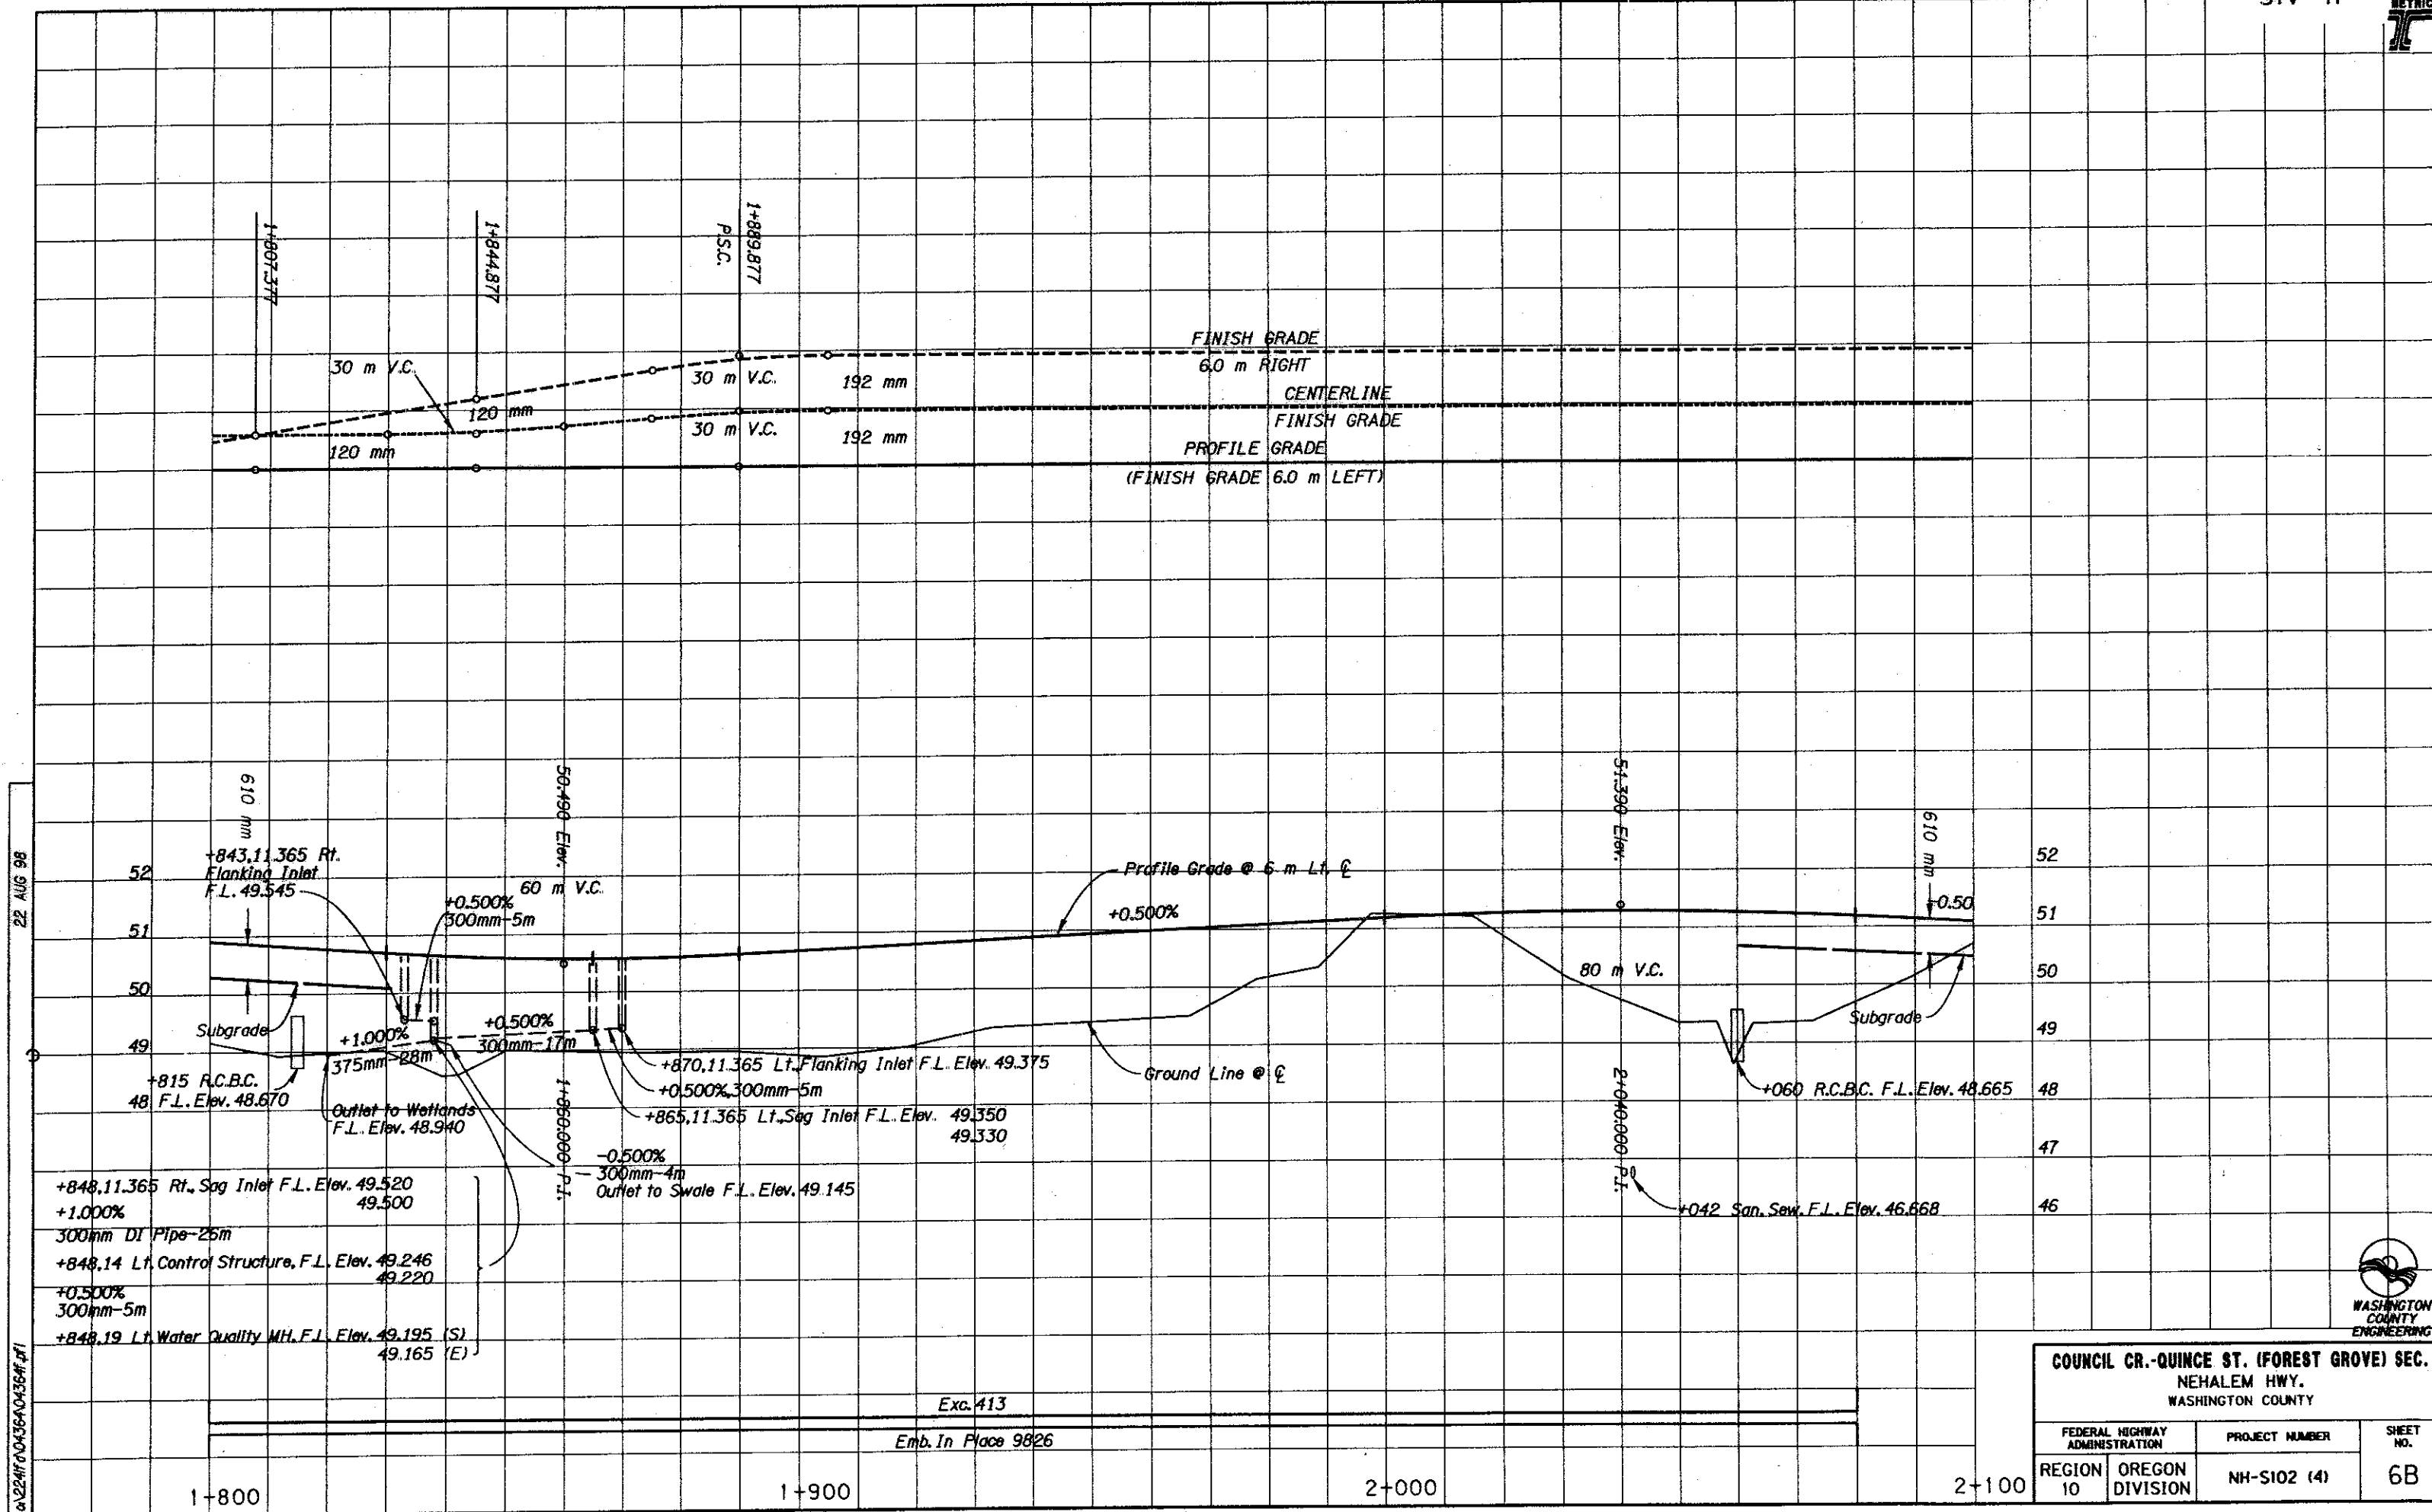 METRIC
1+807.377
1+844.877
1+889.877
P.S.C.
FINISH GRADE
6.0 m RIGHT
30 m V.C.
30 m V.C.
192 mm
120 mm
CENTERLINE
FINISH GRADE
30 m V.C.
192 mm
120 mm
PROFILE GRADE
(FINISH GRADE 6.0 m LEFT)
610 mm
50.490 Elev.
51.390 Elev.
610 mm
22 AUG 98
+843,11.365 Rt.
Flanking Inlet
F.L. 49.545
52
60 m V.C.
+0.500%
300mm-5m
Profile Grade @ 6 m Lt. ℄
52
+0.500%
+0.50
51
51
50
80 m V.C.
50
Subgrade
+1.000%
375mm-28m
+0.500%
300mm-17m
Subgrade
49
49
+870,11.365 Lt. Flanking Inlet F.L. Elev. 49.375
Ground Line @ ℄
+815 R.C.B.C.
48 F.L. Elev. 48.670
+0.500%,300mm-5m
+060 R.C.B.C. F.L. Elev. 48.665
48
Outlet to Wetlands
F.L. Elev. 48.940
+865,11.365 Lt., Sag Inlet F.L. Elev. 49.350
49.330
1+860.000 P.I.
2+040.000 P.I.
47
-0.500%
300mm-4m
Outlet to Swale F.L. Elev. 49.145
+848,11.365 Rt., Sag Inlet F.L. Elev. 49.520
49.500
+1.000%
300mm DI Pipe-25m
+042 San. Sew. F.L. Elev. 46.668
46
+848,14 Lt. Control Structure, F.L. Elev. 49.246
49.220
+0.500%
300mm-5m
+848,19 Lt. Water Quality MH, F.L. Elev. 49.195 (S)
49.165 (E)
WASHINGTON
COUNTY
ENGINEERING
COUNCIL CR.-QUINCE ST. (FOREST GROVE) SEC.
NEHALEM HWY.
WASHINGTON COUNTY
Exc. 413
Emb. In Place 9826
FEDERAL HIGHWAY
ADMINISTRATION
PROJECT NUMBER
SHEET
NO.
REGION
10
OREGON
DIVISION
NH-S102 (4)
6B
1+800
1+900
2+000
2+100